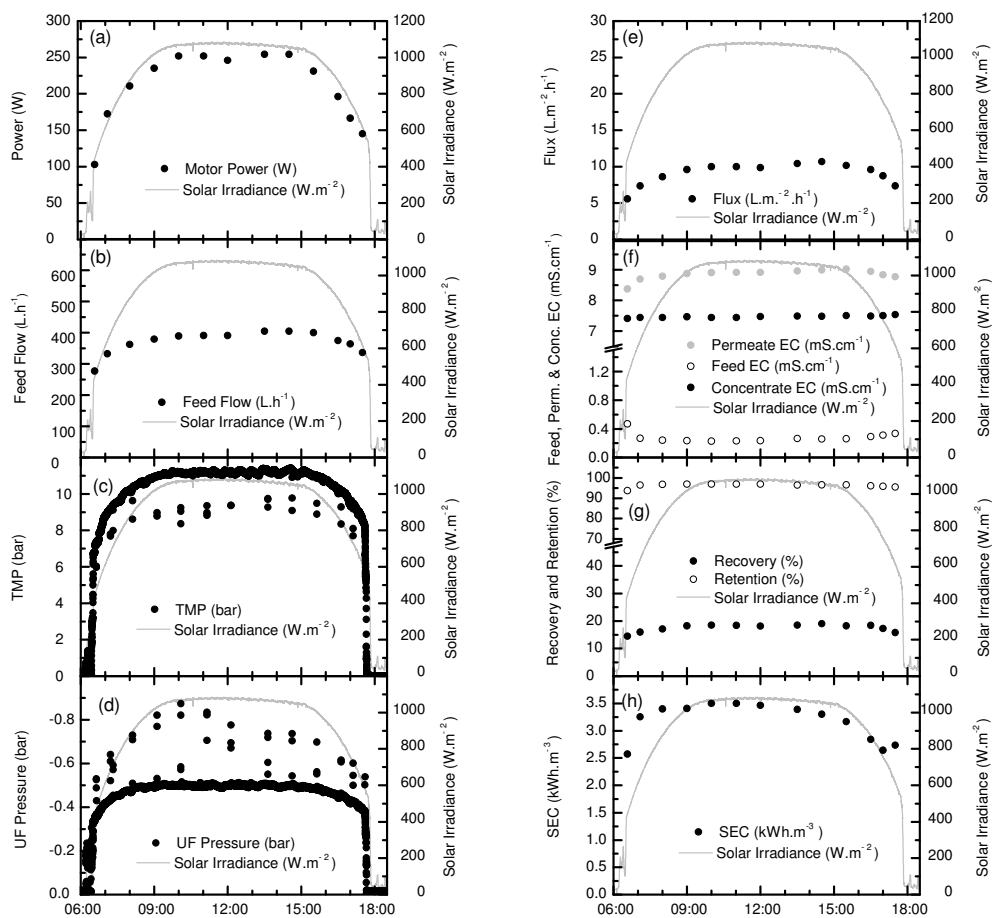 (a)
Power (W)
300
250
200
150
100
50
0
1200
1000
800
600
400
200
0
Solar Irradiance (W.m⁻²)
Motor Power (W)
Solar Irradiance (W.m⁻²)
(b)
Feed Flow (L.h⁻¹)
600
500
400
300
200
100
0
1000
800
600
400
200
0
Solar Irradiance (W.m⁻²)
Feed Flow (L.h⁻¹)
Solar Irradiance (W.m⁻²)
(c)
TMP (bar)
10
8
6
4
2
0
1000
800
600
400
200
0
Solar Irradiance (W.m⁻²)
TMP (bar)
Solar Irradiance (W.m⁻²)
(d)
UF Pressure (bar)
-0.8
-0.6
-0.4
-0.2
0.0
1000
800
600
400
200
0
Solar Irradiance (W.m⁻²)
UF Pressure (bar)
Solar Irradiance (W.m⁻²)
06:00 09:00 12:00 15:00 18:00
(e)
Flux (L.m⁻².h⁻¹)
30
25
20
15
10
5
0
1200
1000
800
600
400
200
0
Solar Irradiance (W.m⁻²)
Flux (L.m.⁻².h⁻¹)
Solar Irradiance (W.m⁻²)
(f)
Feed, Perm. & Conc. EC (mS.cm⁻¹)
9
8
7
1.2
0.8
0.4
0.0
1000
800
600
400
200
0
Solar Irradiance (W.m⁻²)
Permeate EC (mS.cm⁻¹)
Feed EC (mS.cm⁻¹)
Concentrate EC (mS.cm⁻¹)
Solar Irradiance (W.m⁻²)
(g)
Recovery and Retention (%)
100
90
80
70
50
40
30
20
10
0
1000
800
600
400
200
0
Solar Irradiance (W.m⁻²)
Recovery (%)
Retention (%)
Solar Irradiance (W.m⁻²)
(h)
SEC (kWh.m⁻³)
3.5
3.0
2.5
2.0
1.5
1.0
0.5
0.0
1000
800
600
400
200
0
Solar Irradiance (W.m⁻²)
SEC (kWh.m⁻³)
Solar Irradiance (W.m⁻²)
06:00 09:00 12:00 15:00 18:00